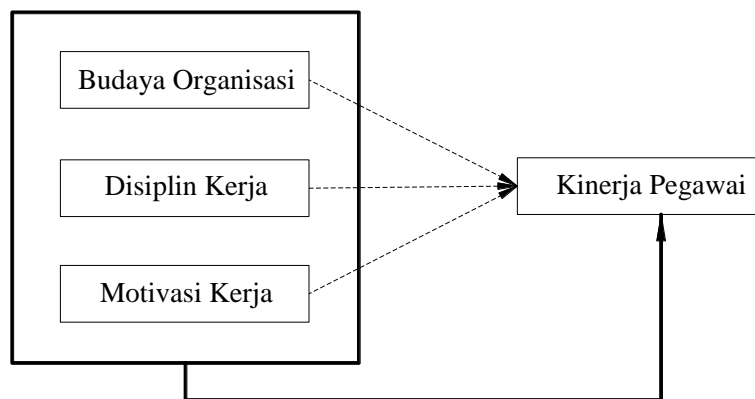 Budaya Organisasi
Disiplin Kerja
Kinerja Pegawai
Motivasi Kerja